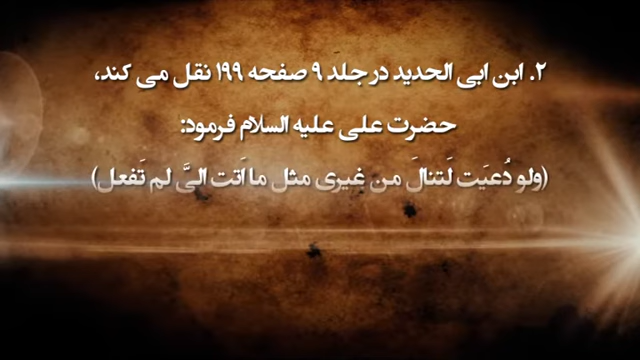 ۲. ابن ابی الحدید در جلد ۹ صفحه ۱۹۹ نقل می کند،
حضرت علی علیه السلام فرمود:
(ولو دُعیَت لَتنالَ من غیری مثل ما اَتت الیَّ لم تَفعل)